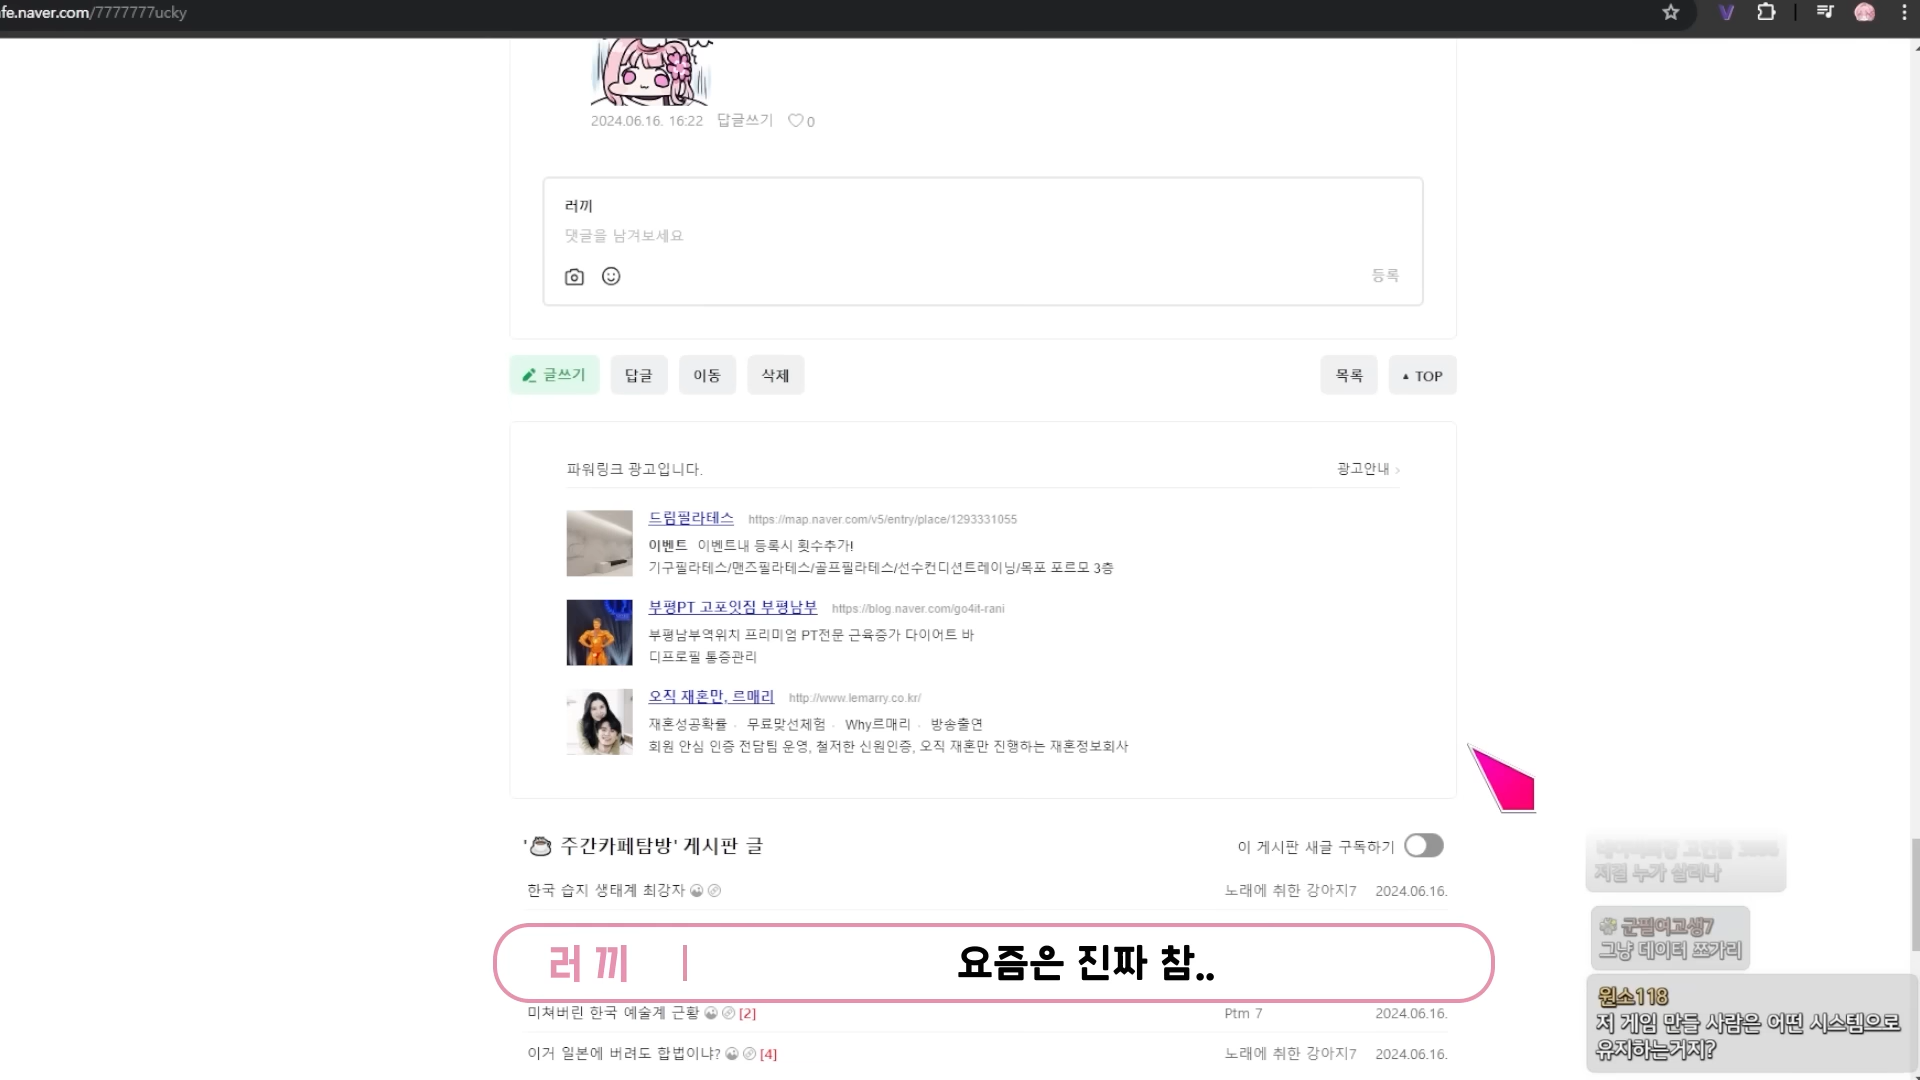 fe.naver.com/7777777ucky
2024.06.16. 16:22 답글쓰기 0
러끼
댓글을 남겨보세요
등록
글쓰기 답글 이동 삭제 목록 ▲ TOP
파워링크 광고입니다. 광고안내 >
드림필라테스 https://map.naver.com/v5/entry/place/1293331055
이벤트 이벤트내 등록시 횟수추가!
기구필라테스/맨즈필라테스/골프필라테스/선수컨디션트레이닝/목포 포르모 3층
부평PT 고포잇짐 부평남부 https://blog.naver.com/go4it-rani
부평남부역위치 프리미엄 PT전문 근육증가 다이어트 바
디프로필 통증관리
오직 재혼만, 르매리 http://www.lemarry.co.kr/
재혼성공확률 · 무료맞선체험 · Why르매리 · 방송출연
회원 안심 인증 전담팀 운영, 철저한 신원인증, 오직 재혼만 진행하는 재혼정보회사
'☕ 주간카페탐방' 게시판 글 이 게시판 새글 구독하기
한국 습지 생태계 최강자 노래에 취한 강아지7 2024.06.16.
러끼 | 요즘은 진짜 참..
미쳐버린 한국 예술계 근황 [2] Ptm 7 2024.06.16.
이거 일본에 버려도 합법이냐? [4] 노래에 취한 강아지7 2024.06.16.
저걸 누가 살리나
군필여고생7
그냥 데이터 쪼가리
원소118
저 게임 만들 사람은 어떤 시스템으로
유지하는거지?